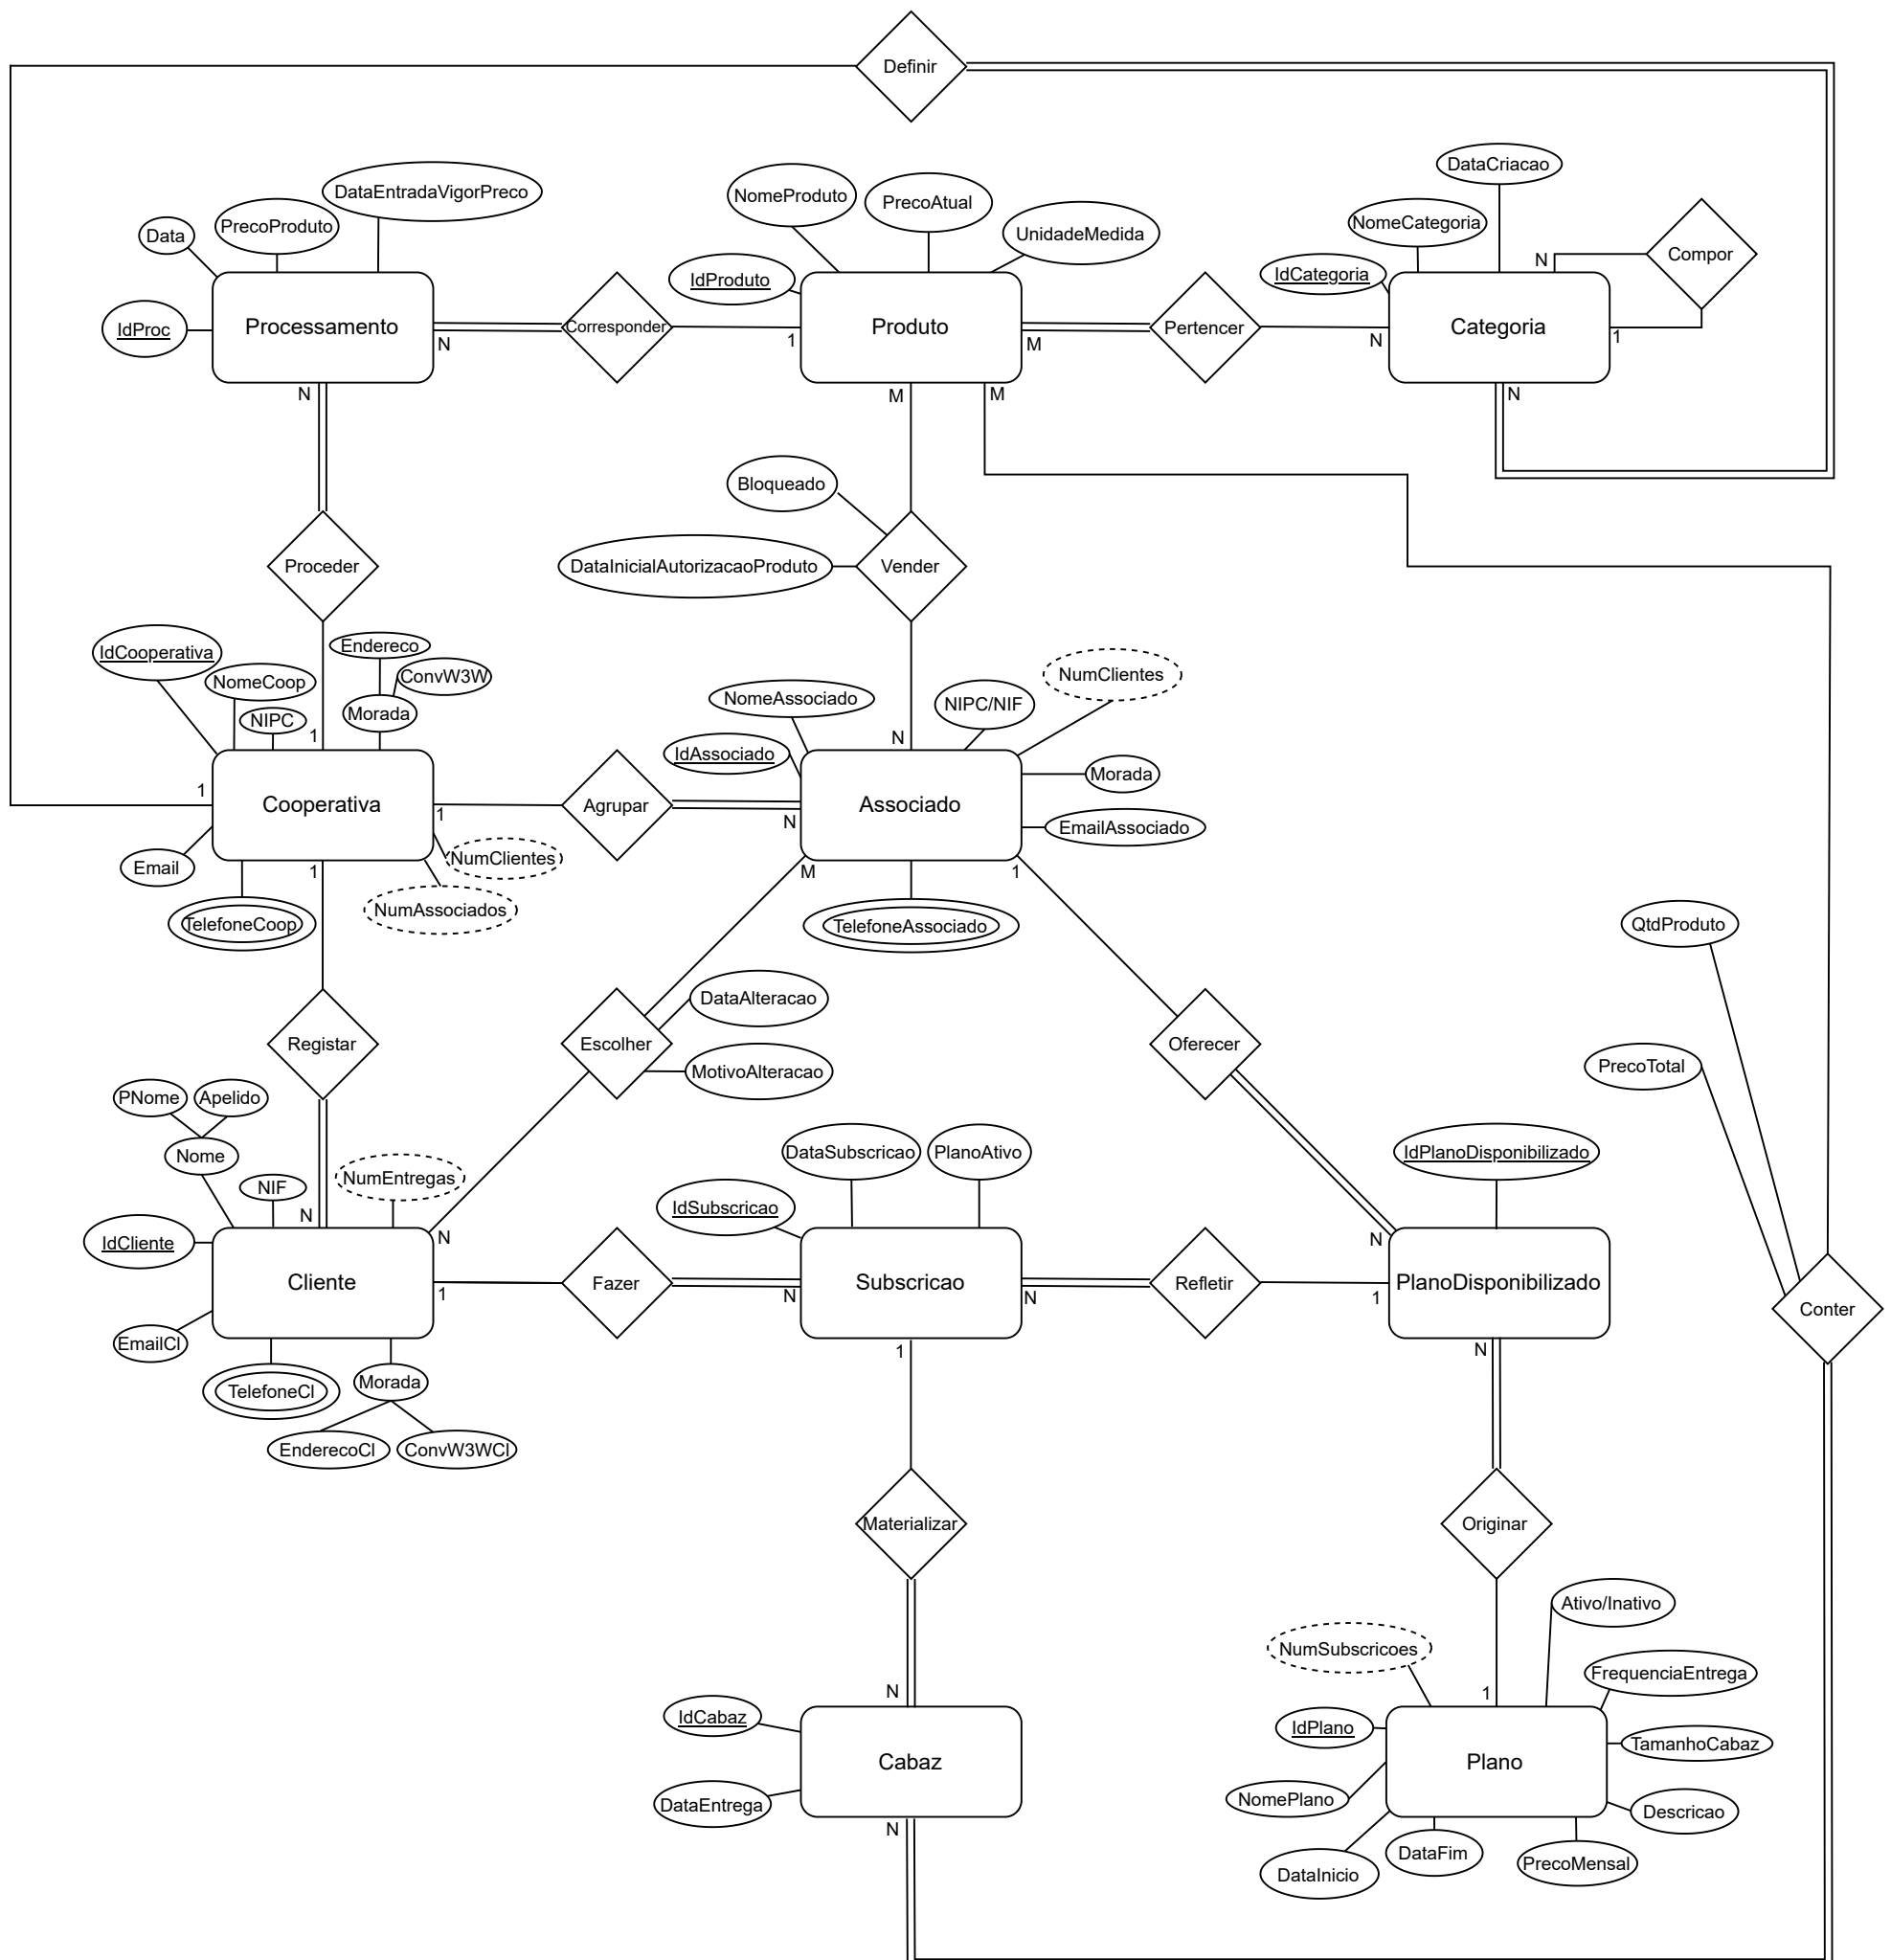 Definir
DataCriacao
DataEntradaVigorPreco
NomeProduto
PrecoAtual
NomeCategoria
PrecoProduto
Data
UnidadeMedida
Compor
N
IdCategoria
IdProduto
IdProc
Processamento
Corresponder
Produto
Pertencer
Categoria
N
1
M
N
1
N
M
M
N
Bloqueado
Proceder
DataInicialAutorizacaoProduto
Vender
Endereco
IdCooperativa
ConvW3W
NomeCoop
NumClientes
NomeAssociado
NIPC/NIF
Morada
NIPC
1
N
IdAssociado
Morada
1
Cooperativa
Agrupar
Associado
1
N
EmailAssociado
NumClientes
Email
1
M
1
NumAssociados
TelefoneCoop
TelefoneAssociado
QtdProduto
DataAlteracao
Registar
Escolher
Oferecer
MotivoAlteracao
PrecoTotal
PNome
Apelido
Nome
DataSubscricao
PlanoAtivo
IdPlanoDisponibilizado
NumEntregas
NIF
IdSubscricao
N
N
N
IdCliente
Cliente
Fazer
Subscricao
Refletir
PlanoDisponibilizado
1
N
N
1
Conter
EmailCl
1
N
TelefoneCl
Morada
EnderecoCl
ConvW3WCl
Materializar
Originar
Ativo/Inativo
NumSubscricoes
FrequenciaEntrega
N
1
IdCabaz
IdPlano
TamanhoCabaz
Cabaz
Plano
DataEntrega
NomePlano
Descricao
N
DataFim
PrecoMensal
DataInicio